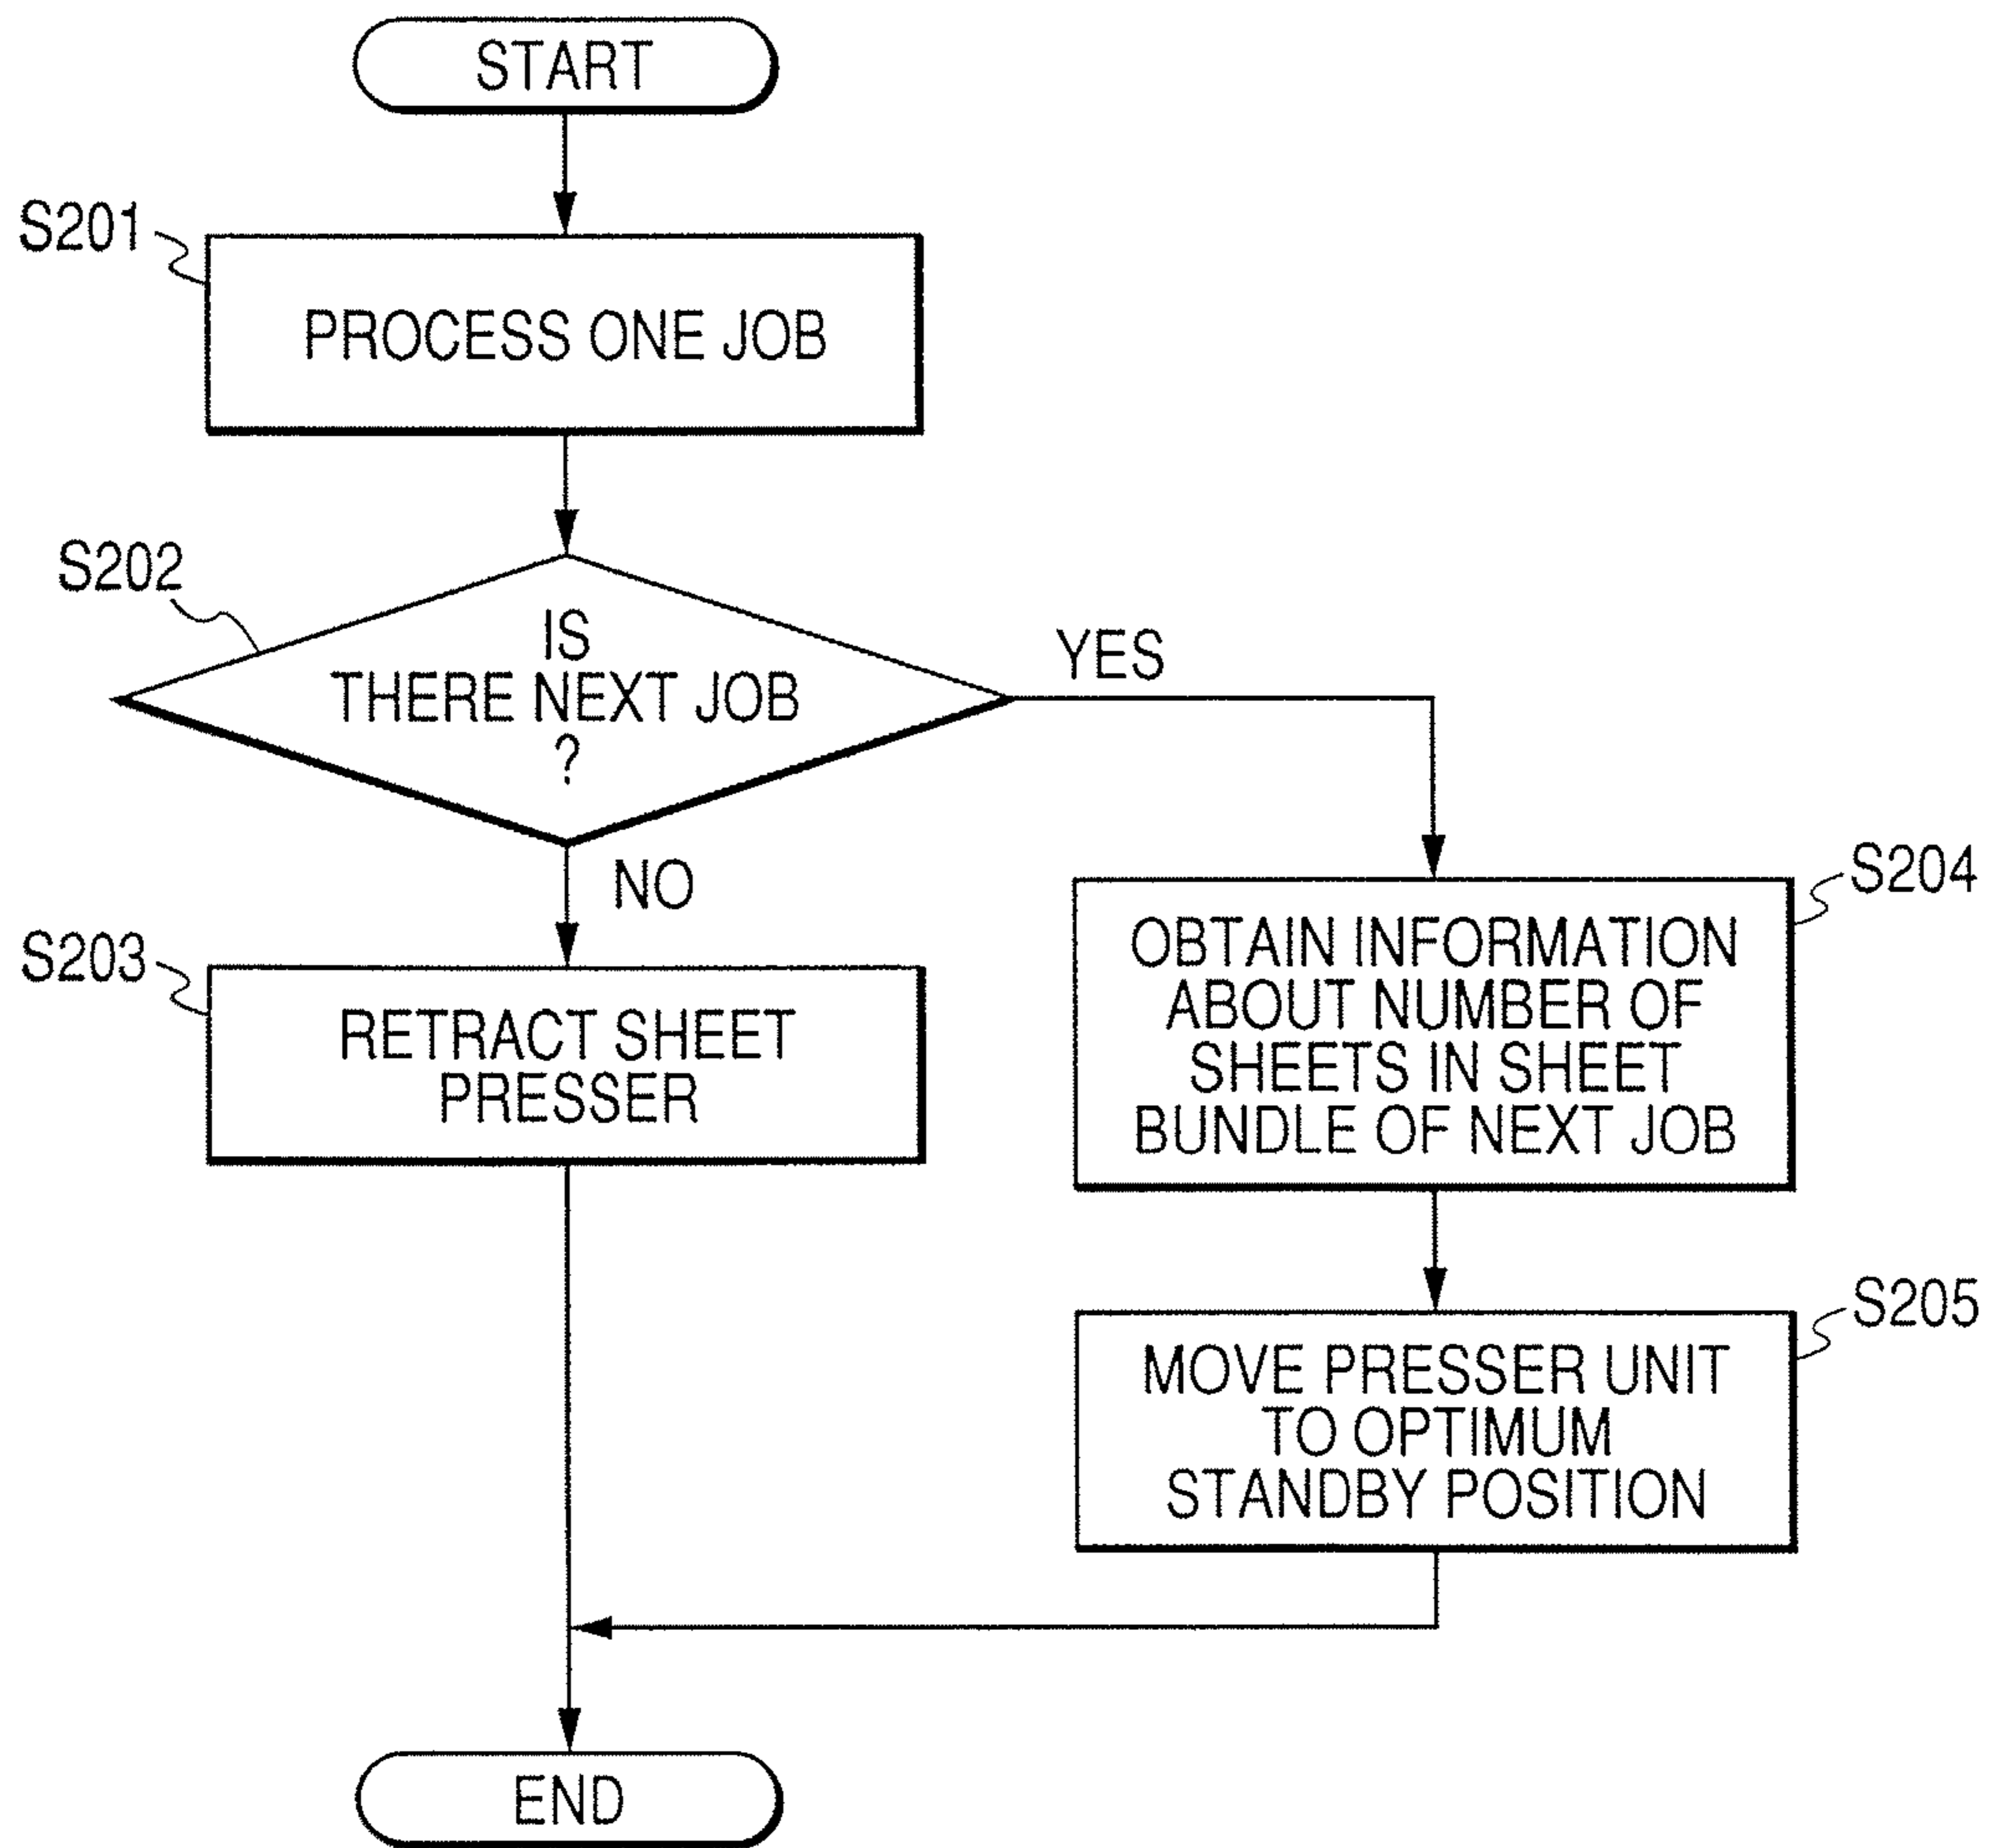 START
S201
PROCESS ONE JOB
S202
IS
THERE NEXT JOB
?
YES
NO
S203
RETRACT SHEET
PRESSER
S204
OBTAIN INFORMATION
ABOUT NUMBER OF
SHEETS IN SHEET
BUNDLE OF NEXT JOB
S205
MOVE PRESSER UNIT
TO OPTIMUM
STANDBY POSITION
END